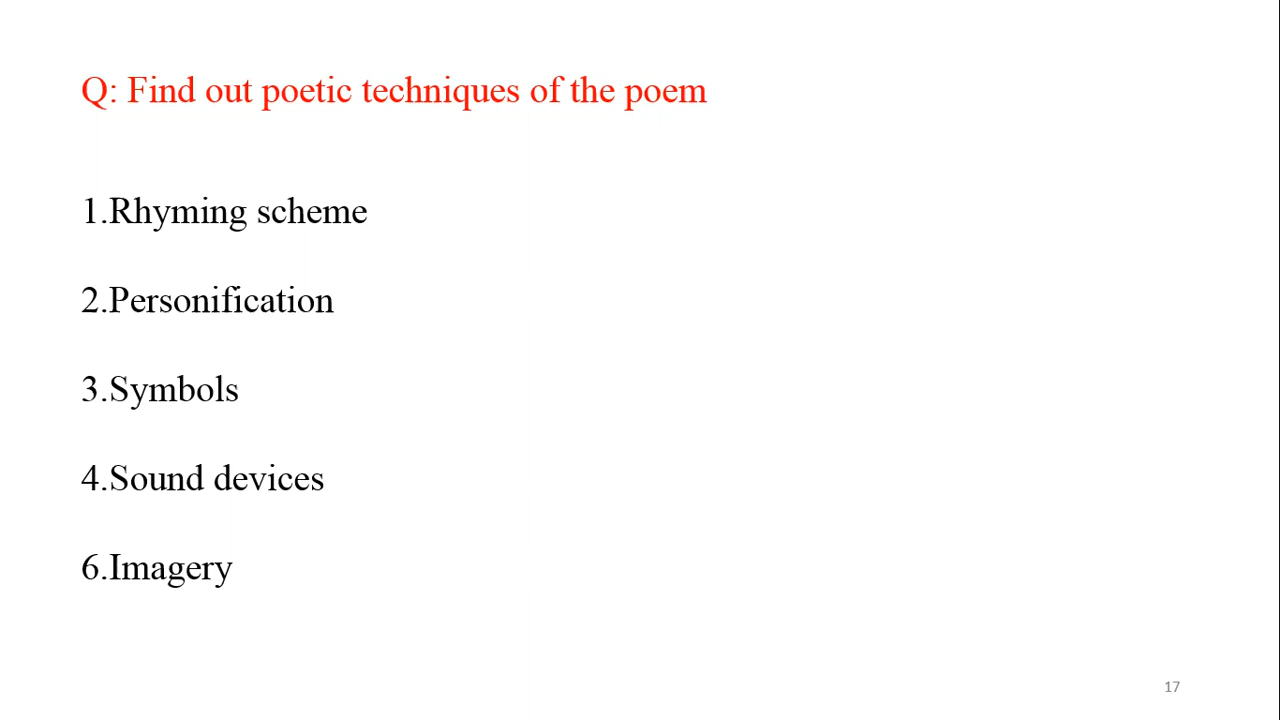 Q: Find out poetic techniques of the poem
1.Rhyming scheme
2.Personification
3.Symbols
4.Sound devices
6.Imagery
17